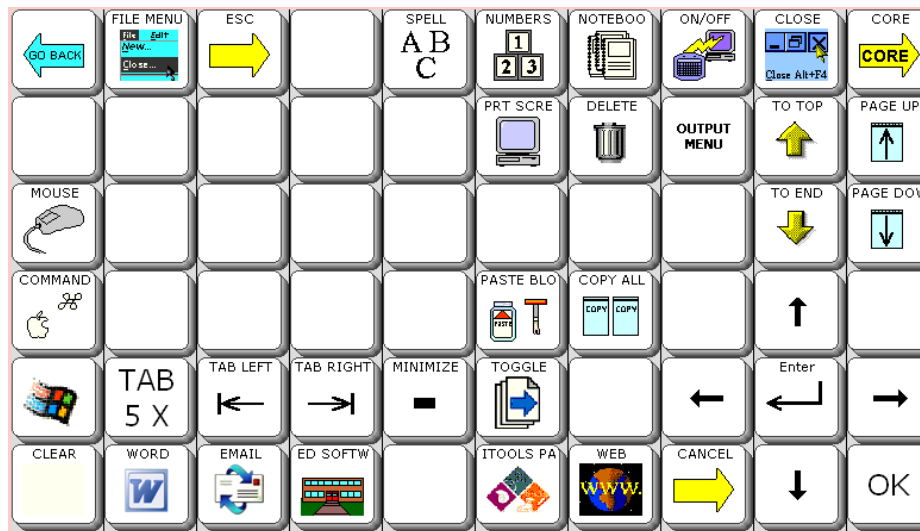 FILE MENU
ESC
SPELL
NUMBERS
NOTEBOO
ON/OFF
CLOSE
CORE
GO BACK
File Edit
New...
Close...
A B
C
1
2 3
Close Alt+F4
CORE
PRT SCRE
DELETE
OUTPUT
MENU
TO TOP
PAGE UP
MOUSE
TO END
PAGE DOW
COMMAND
PASTE BLO
COPY ALL
PASTE
COPY COPY
TAB
5 X
TAB LEFT
TAB RIGHT
MINIMIZE
TOGGLE
Enter
CLEAR
WORD
EMAIL
ED SOFTW
ITOOLS PA
WEB
CANCEL
W
WWW.
OK